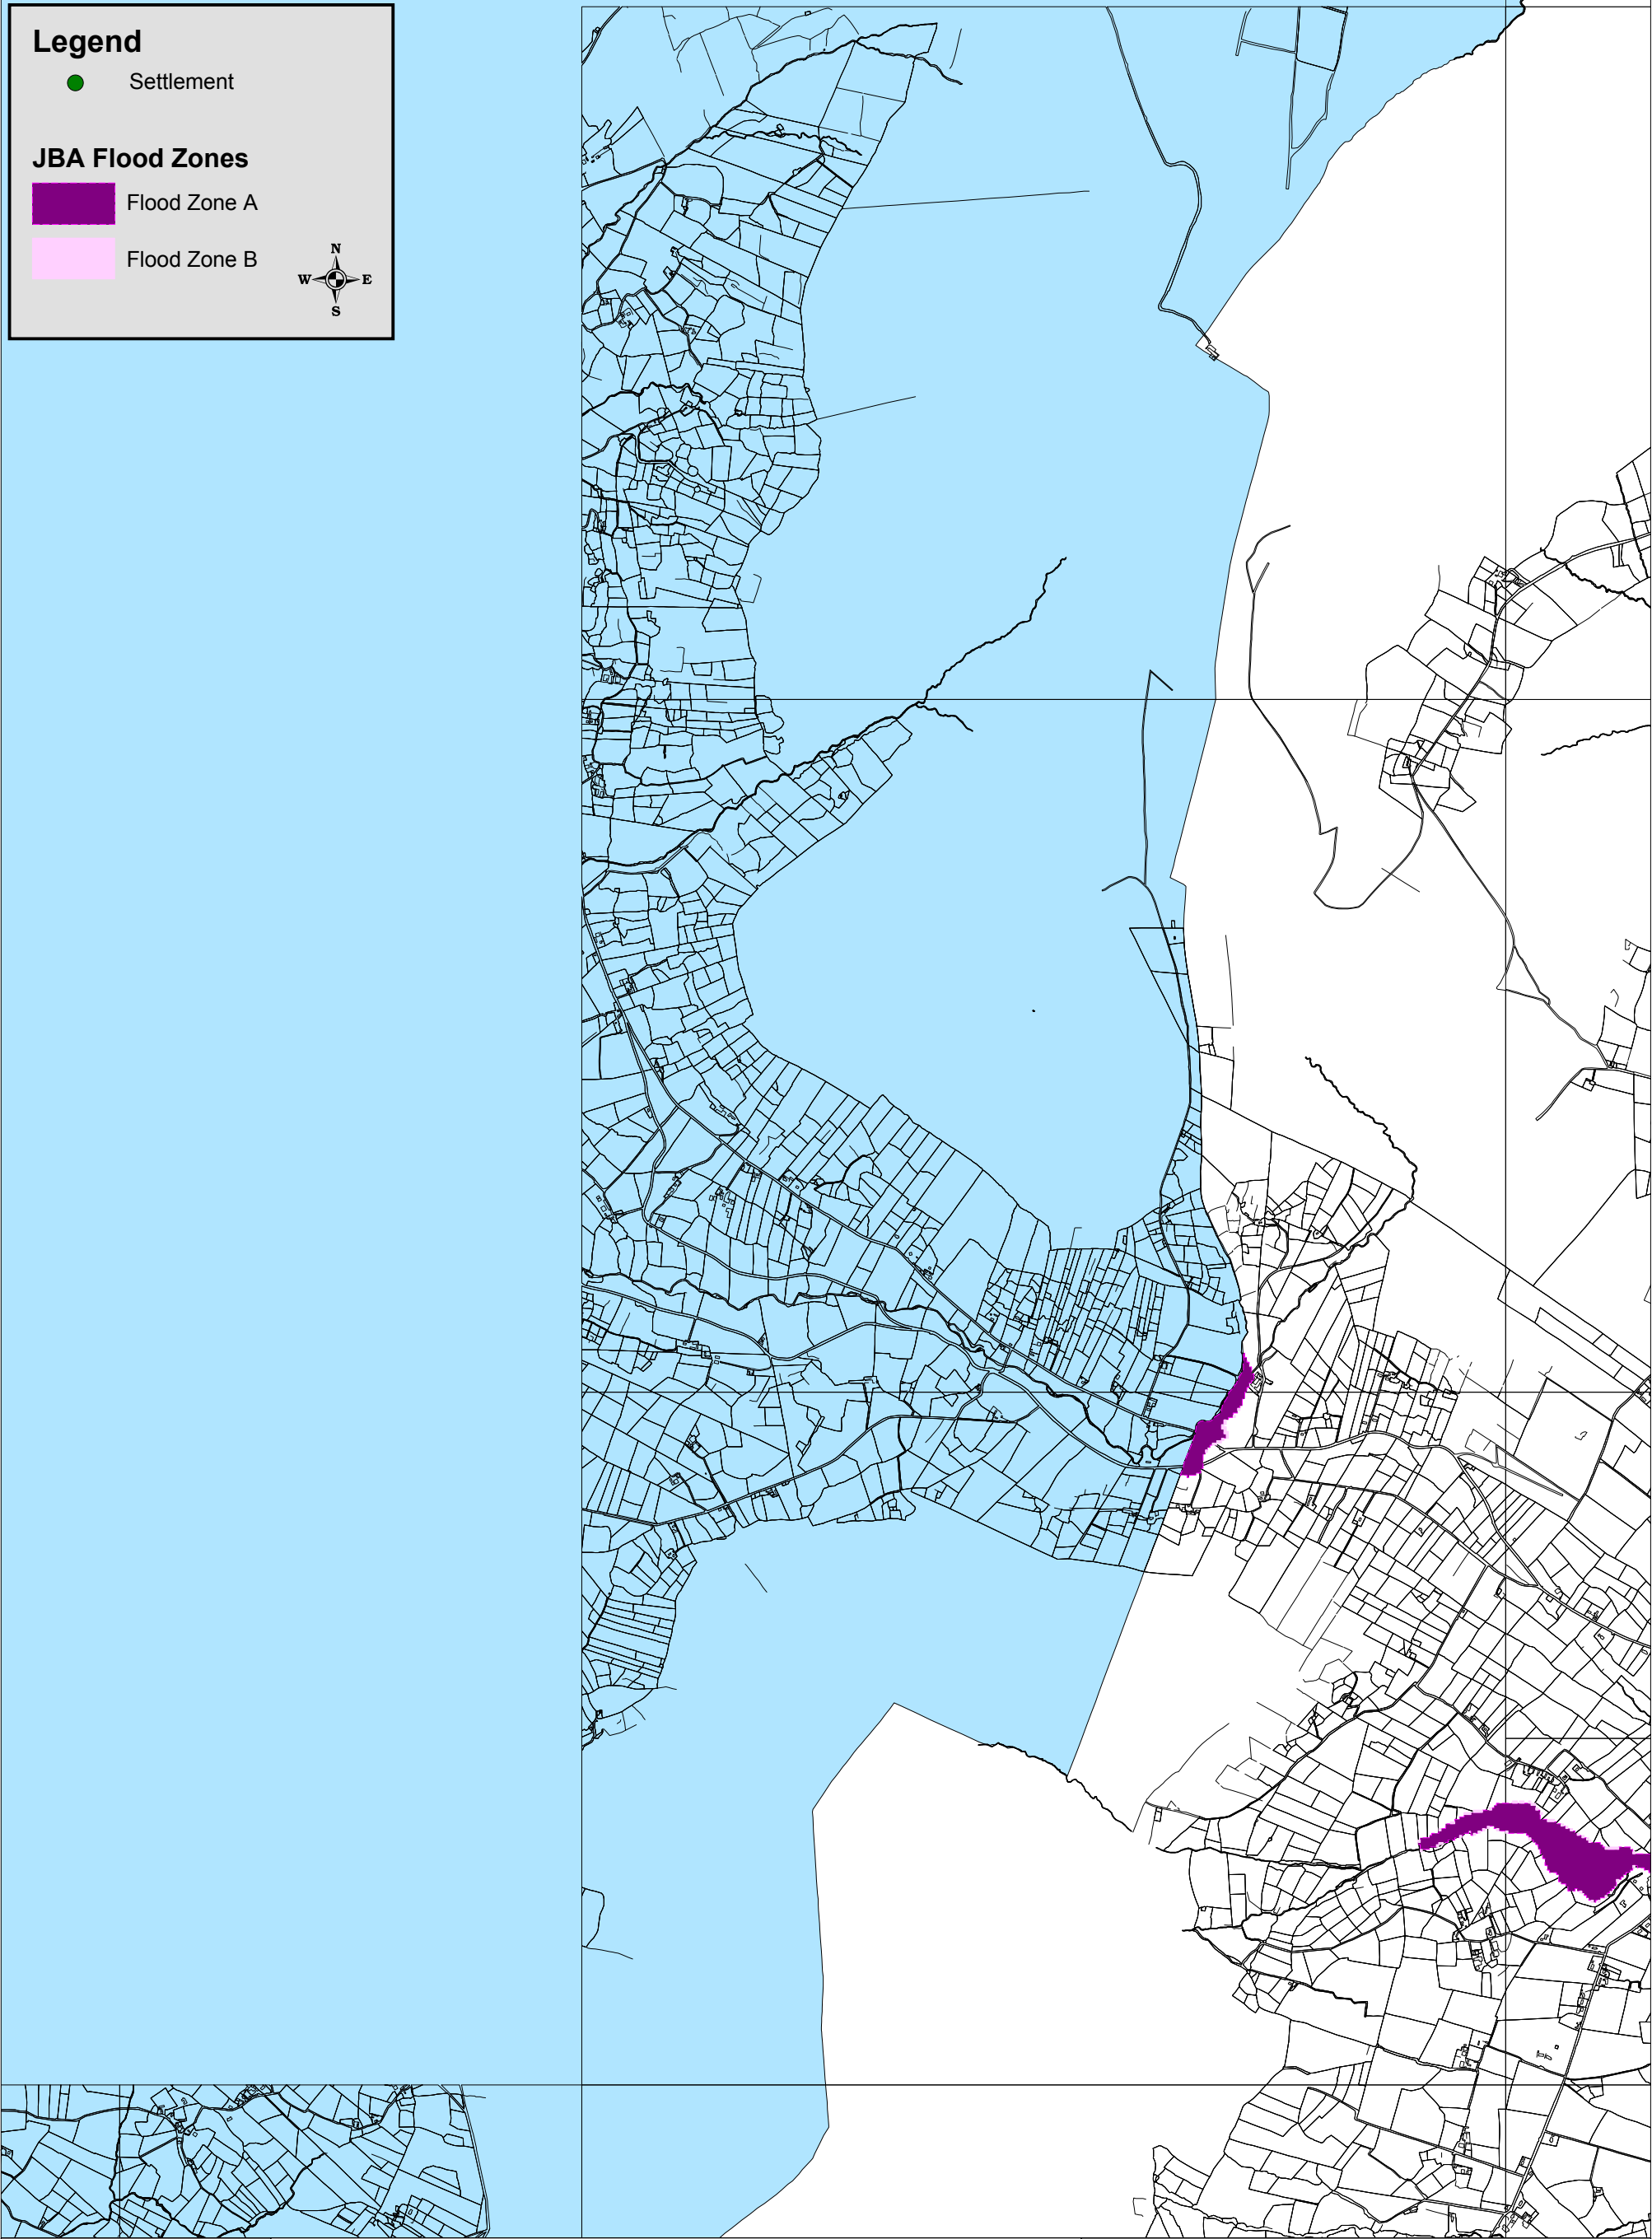 Legend
Settlement
JBA Flood Zones
Flood Zone A
Flood Zone B
N
W E
S